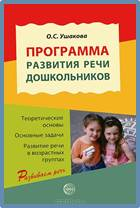 О.С. Ушакова
ПРОГРАММА
РАЗВИТИЯ РЕЧИ
ДОШКОЛЬНИКОВ
Теоретические
основы
Основные задачи
Развитие речи
в возрастных
группах
Развиваем речь